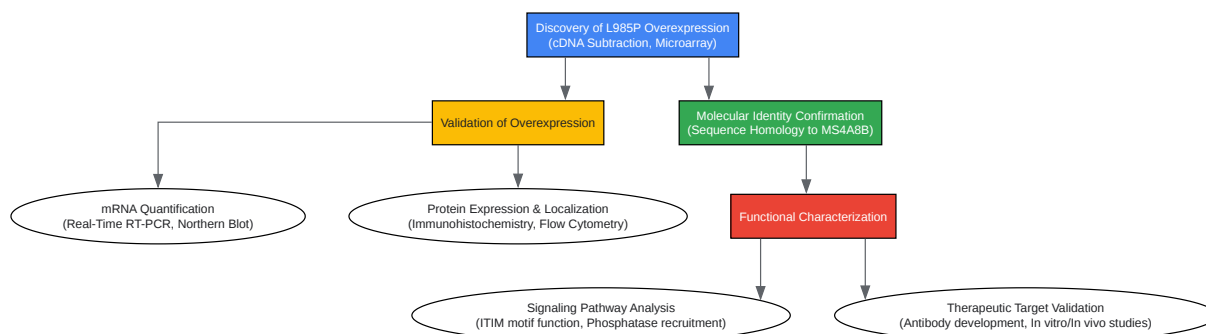 Discovery of L985P Overexpression
(cDNA Subtraction, Microarray)
Validation of Overexpression
Molecular Identity Confirmation
(Sequence Homology to MS4A8B)
mRNA Quantification
(Real-Time RT-PCR, Northern Blot)
Protein Expression & Localization
(Immunohistochemistry, Flow Cytometry)
Functional Characterization
Signaling Pathway Analysis
(ITIM motif function, Phosphatase recruitment)
Therapeutic Target Validation
(Antibody development, In vitro/In vivo studies)